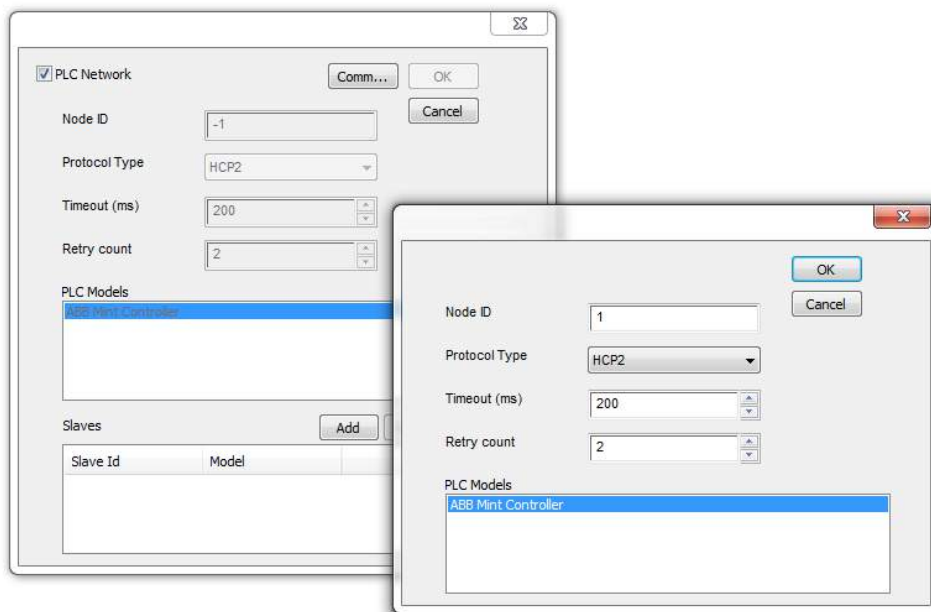 PLC Network
Comm...
OK
Cancel
Node ID
-1
Protocol Type
HCP2
Timeout (ms)
200
Retry count
2
PLC Models
ABB Mint Controller
Slaves
Add
Slave Id Model
OK
Cancel
Node ID
1
Protocol Type
HCP2
Timeout (ms)
200
Retry count
2
PLC Models
ABB Mint Controller